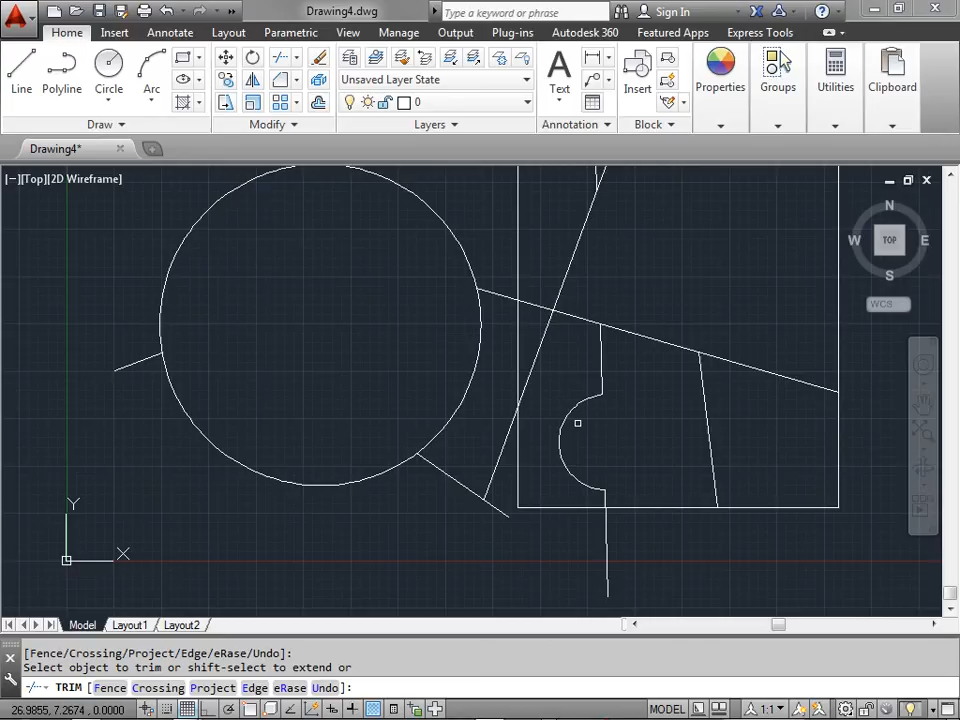 Drawing4.dwg
Type a keyword or phrase
Sign In
Home Insert Annotate Layout Parametric View Manage Output Plug-ins Autodesk 360 Featured Apps Express Tools
Unsaved Layer State
Line Polyline Circle Arc 0 Text Insert Properties Groups Utilities Clipboard
Draw Modify Layers Annotation Block
Drawing4*
[−][Top][2D Wireframe]
N
W TOP E
S
WCS
Y
X
Model Layout1 Layout2
[Fence/Crossing/Project/Edge/eRase/Undo]:
Select object to trim or shift-select to extend or
TRIM [Fence Crossing Project Edge eRase Undo]:
26.9855, 7.2674 , 0.0000 MODEL 1:1